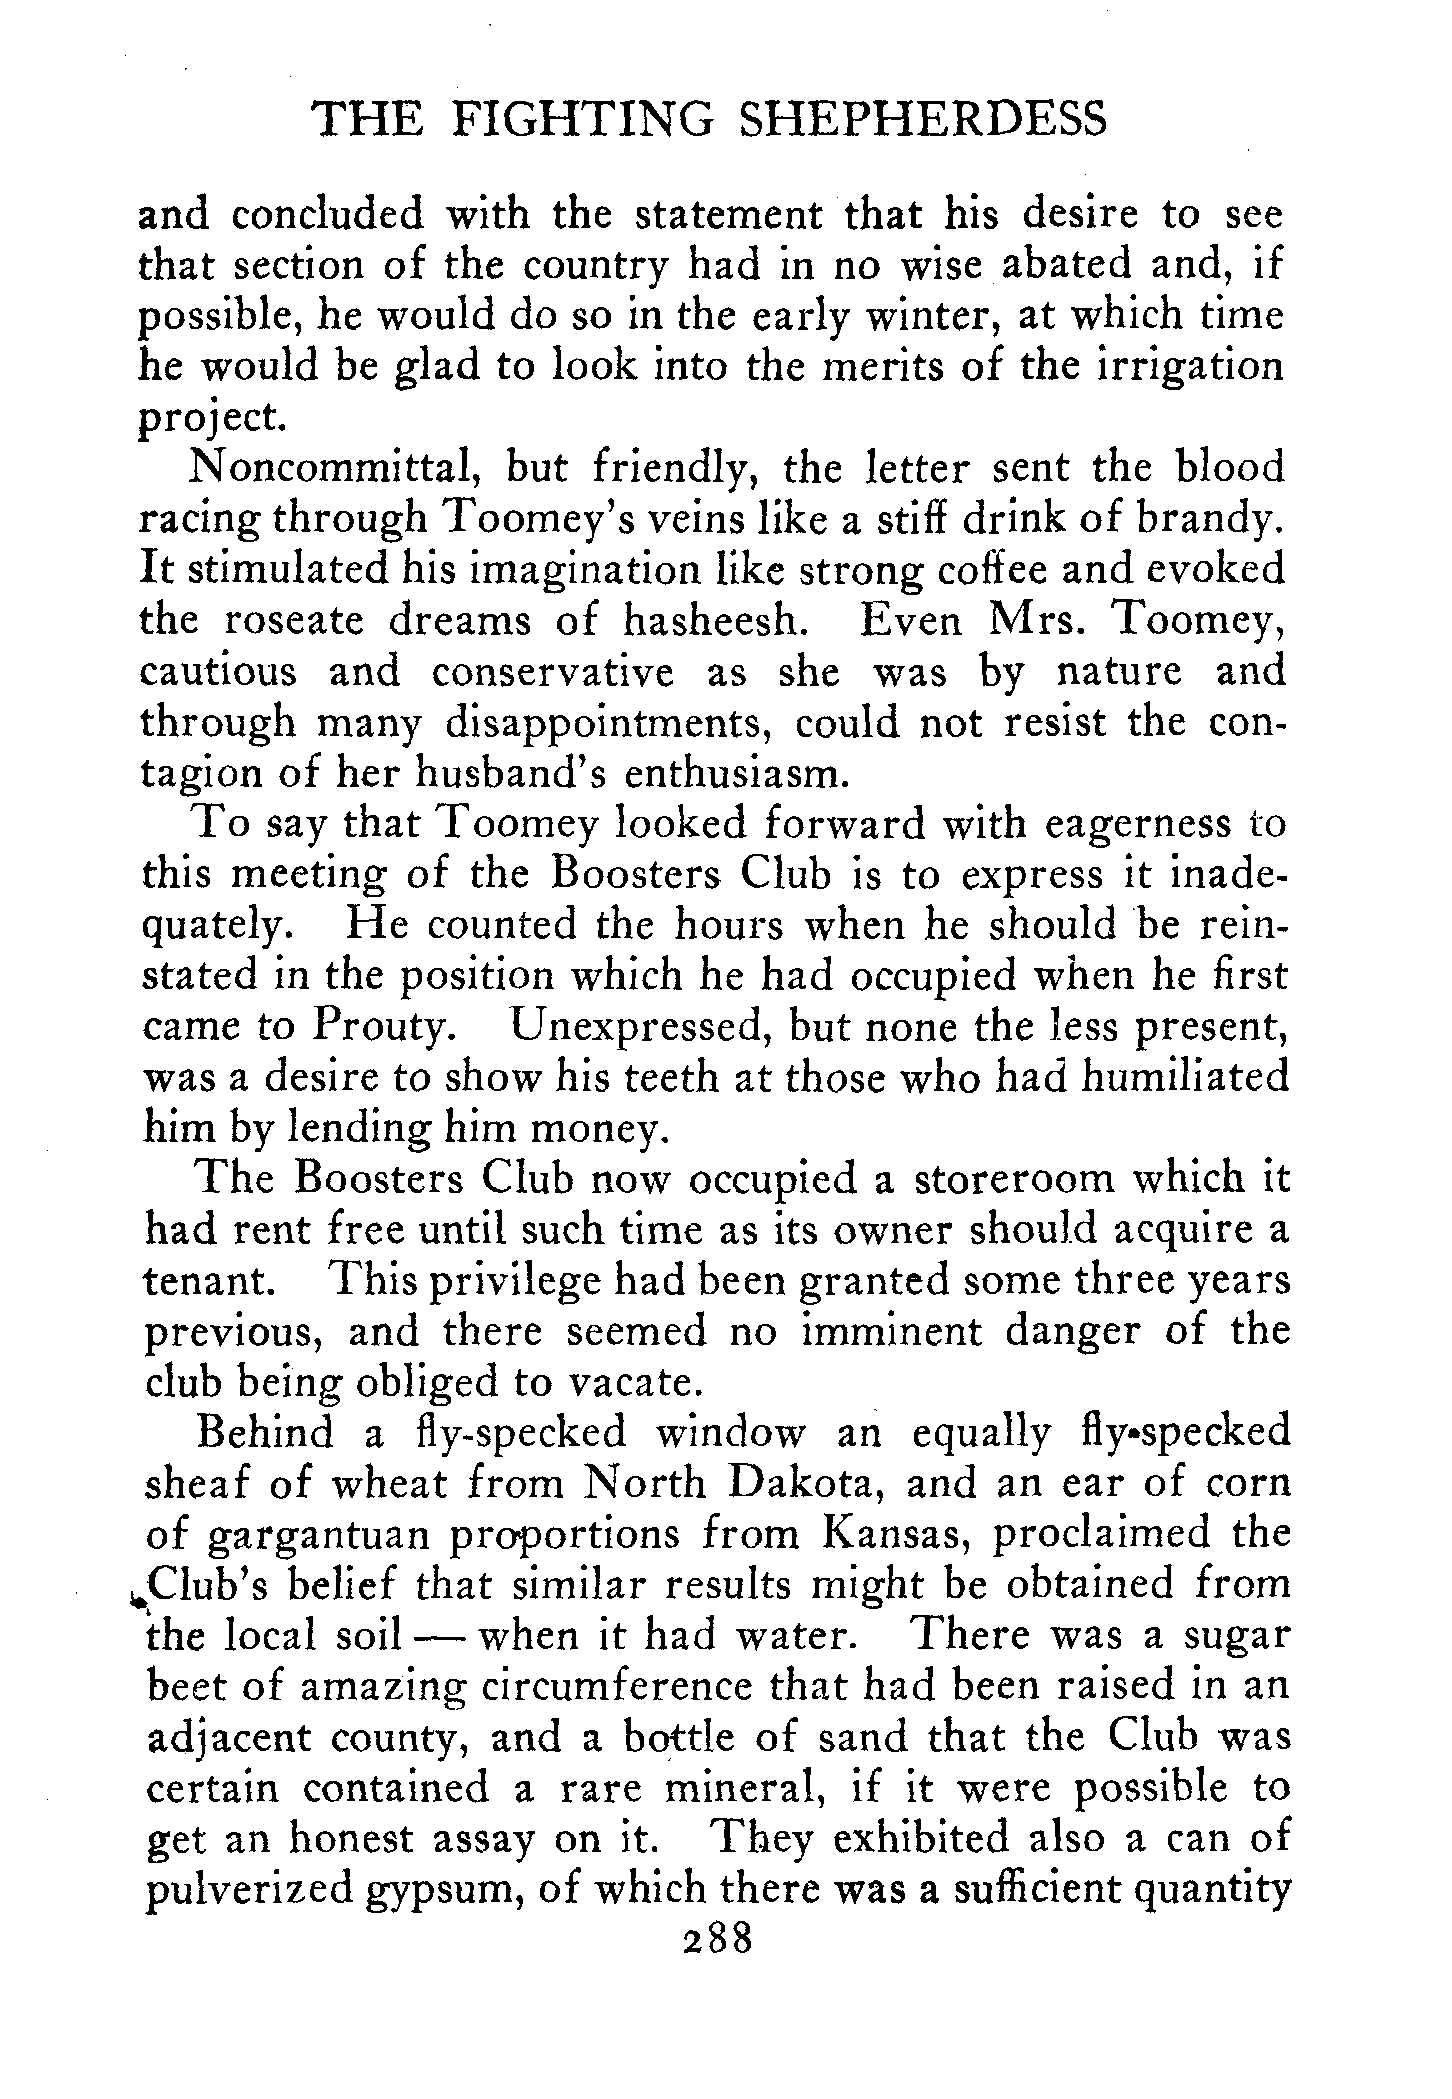 THE FIGHTING SHEPHERDESS
and concluded with the statement that his desire to see
that section of the country had in no wise abated and, if
possible, he would do so in the early winter, at which time
he would be glad to look into the merits of the irrigation
project.
Noncommittal, but friendly, the letter sent the blood
racing through Toomey's veins like a stiff drink of brandy.
It stimulated his imagination like strong coffee and evoked
the roseate dreams of hasheesh. Even Mrs. Toomey,
cautious and conservative as she was by nature and
through many disappointments, could not resist the con-
tagion of her husband's enthusiasm.
To say that Toomey looked forward with eagerness to
this meeting of the Boosters Club is to express it inade-
quately. He counted the hours when he should be rein-
stated in the position which he had occupied when he first
came to Prouty. Unexpressed, but none the less present,
was a desire to show his teeth at those who had humiliated
him by lending him money.
The Boosters Club now occupied a storeroom which it
had rent free until such time as its owner should acquire a
tenant. This privilege had been granted some three years
previous, and there seemed no imminent danger of the
club being obliged to vacate.
Behind a fly-specked window an equally fly-specked
sheaf of wheat from North Dakota, and an ear of corn
of gargantuan proportions from Kansas, proclaimed the
Club's belief that similar results might be obtained from
the local soil — when it had water. There was a sugar
beet of amazing circumference that had been raised in an
adjacent county, and a bottle of sand that the Club was
certain contained a rare mineral, if it were possible to
get an honest assay on it. They exhibited also a can of
pulverized gypsum, of which there was a sufficient quantity
288